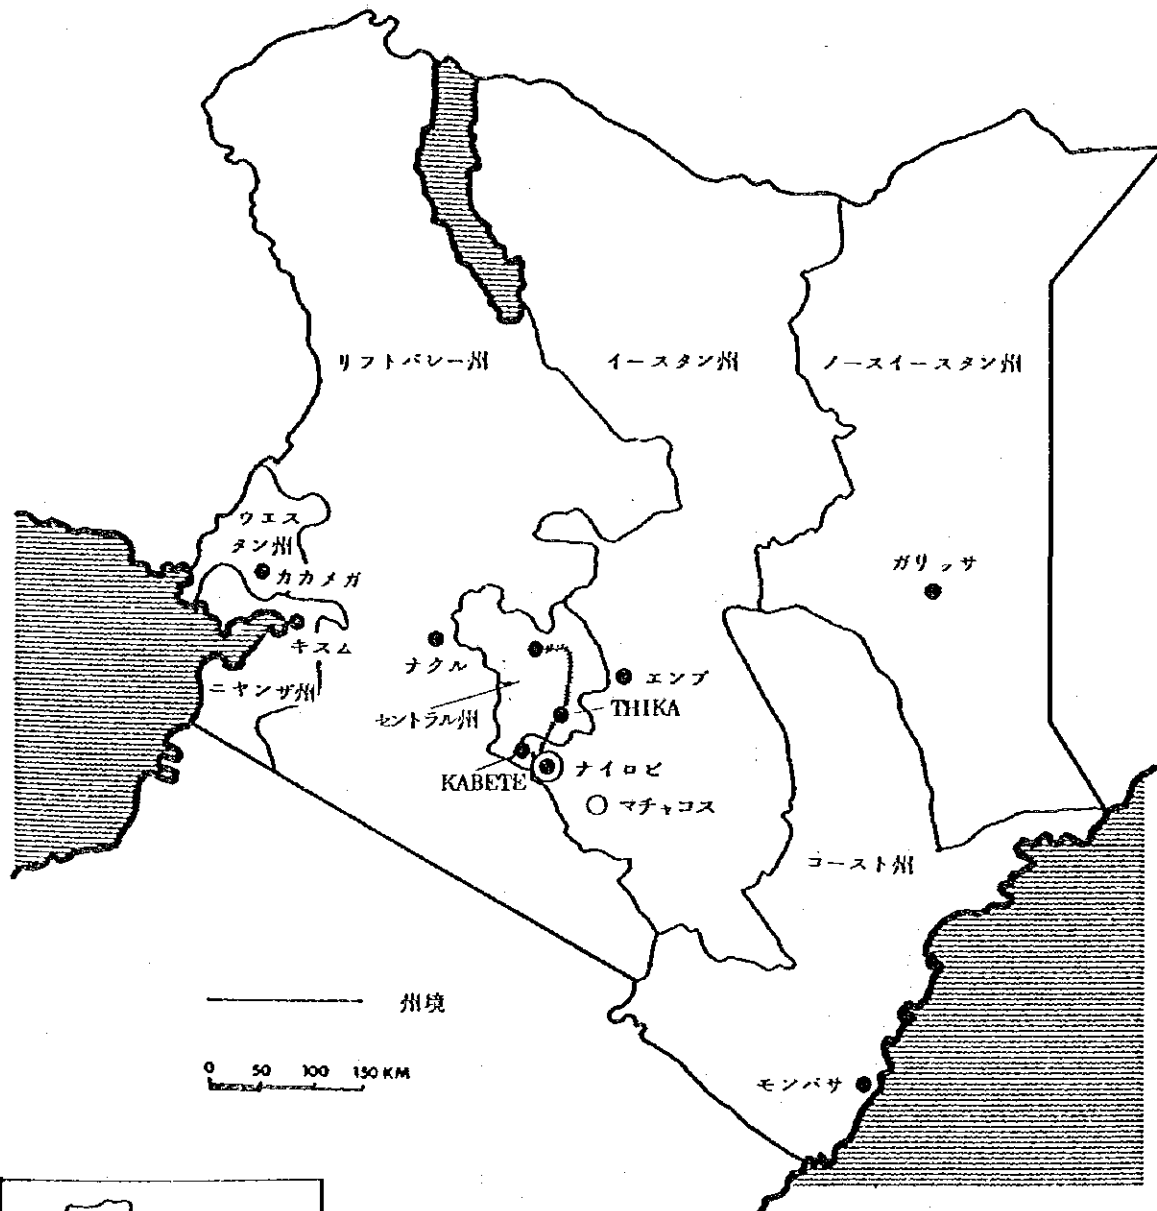 リフトバレー州
イースタン州
ノースイースタン州
ウエス
タン州
カカメガ
ガリッサ
キスム
ナクル
エンブ
ニヤンザ州
セントラル州
THIKA
KABETE
ナイロビ
マチャコス
コースト州
州境
0 50 100 150 KM
モンバサ